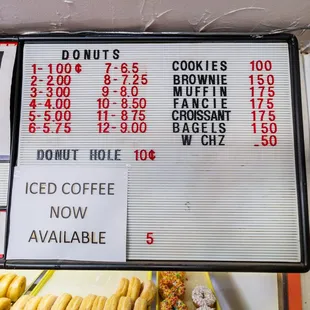 DONUTS
1-1.00¢ 7-6.5
2-2.00 8-7.25
3-3.00 9-8.0
4-4.00 10-8.50
5-5.00 11-8.75
6-5.75 12-9.00
DONUT HOLE 10¢
COOKIES 100
BROWNIE 150
MUFFIN 175
FANCIE 175
CROISSANT 175
BAGELS 150
W CHZ .50
ICED COFFEE
NOW
AVAILABLE
5